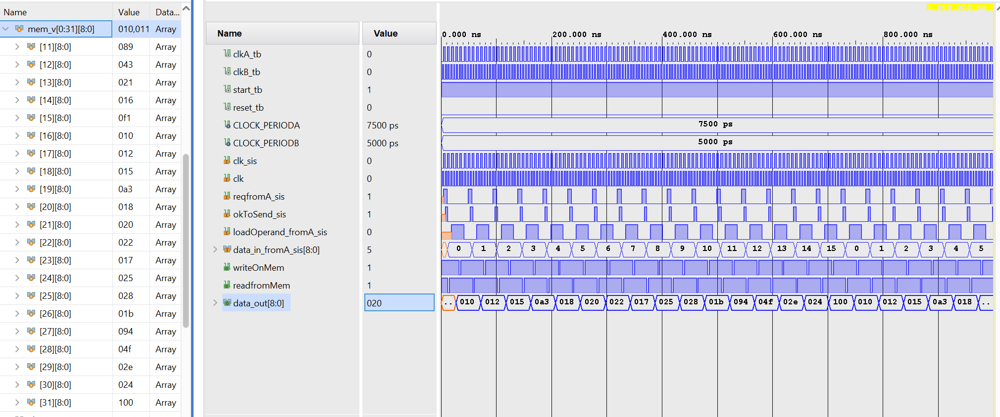 Name Value Data...
mem_v[0:31][8:0] 010,011 Array
[11][8:0] 089 Array
[12][8:0] 043 Array
[13][8:0] 021 Array
[14][8:0] 016 Array
[15][8:0] 0f1 Array
[16][8:0] 010 Array
[17][8:0] 012 Array
[18][8:0] 015 Array
[19][8:0] 0a3 Array
[20][8:0] 018 Array
[21][8:0] 020 Array
[22][8:0] 022 Array
[23][8:0] 017 Array
[24][8:0] 025 Array
[25][8:0] 028 Array
[26][8:0] 01b Array
[27][8:0] 094 Array
[28][8:0] 04f Array
[29][8:0] 02e Array
[30][8:0] 024 Array
[31][8:0] 100 Array
1,000.000 ns
Name Value
0.000 ns 200.000 ns 400.000 ns 600.000 ns 800.000 ns
clkA_tb 0
clkB_tb 0
start_tb 1
reset_tb 0
CLOCK_PERIODA 7500 ps 7500 ps
CLOCK_PERIODB 5000 ps 5000 ps
clk_sis 0
clk 0
reqfromA_sis 1
okToSend_sis 1
loadOperand_fromA_sis 0
data_in_fromA_sis[8:0] 5 0 1 2 3 4 5 6 7 8 9 10 11 12 13 14 15 0 1 2 3 4 5
writeOnMem 1
readfromMem 1
data_out[8:0] 020 .. 010 012 015 0a3 018 020 022 017 025 028 01b 094 04f 02e 024 100 010 012 015 0a3 018 ..